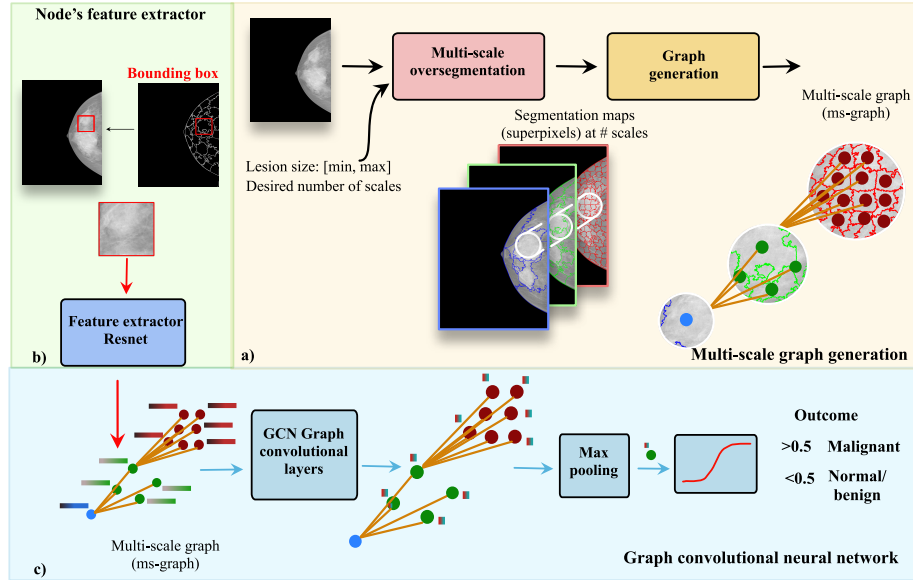 Node's feature extractor
Bounding box
Feature extractor
Resnet
b)
Multi-scale
oversegmentation
Graph
generation
Lesion size: [min, max]
Desired number of scales
Segmentation maps
(superpixels) at # scales
Multi-scale graph
(ms-graph)
a)
Multi-scale graph generation
GCN Graph
convolutional
layers
Max
pooling
Outcome
>0.5 Malignant
<0.5 Normal/
benign
Multi-scale graph
(ms-graph)
c)
Graph convolutional neural network